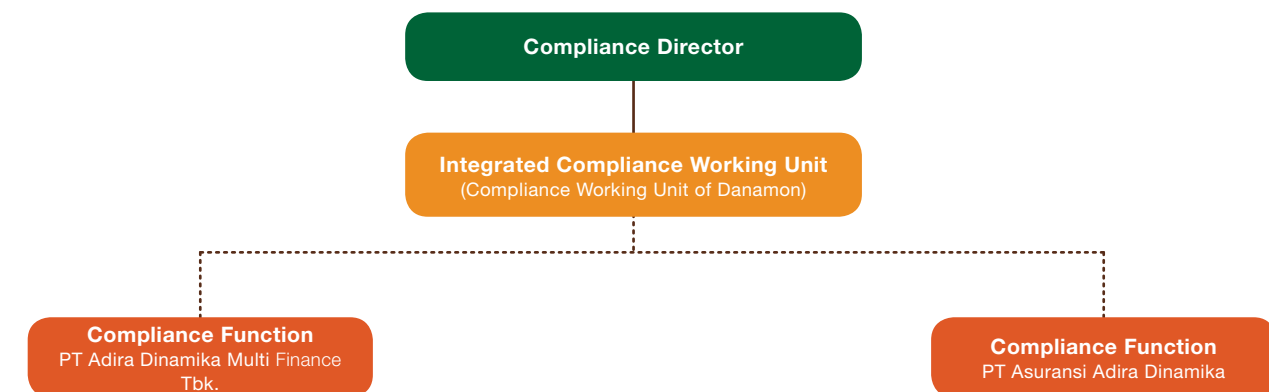 Compliance Director
Integrated Compliance Working Unit
(Compliance Working Unit of Danamon)
Compliance Function
PT Adira Dinamika Multi Finance
Tbk.
Compliance Function
PT Asuransi Adira Dinamika